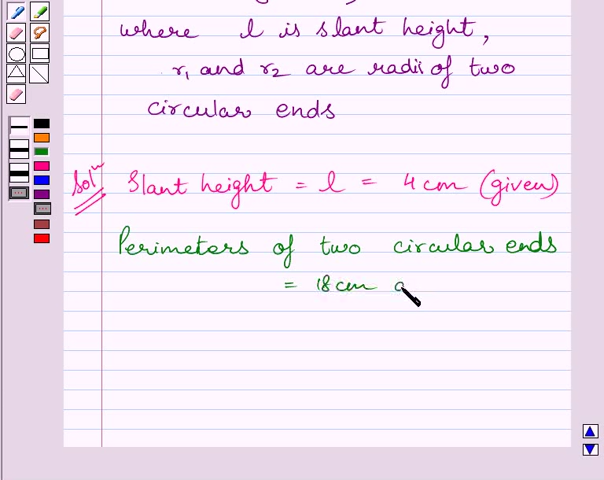 where l is slant height,
r1 and r2 are radii of two
circular ends
Solⁿ Slant height = l = 4 cm (given)
Perimeters of two circular ends
= 18 cm a